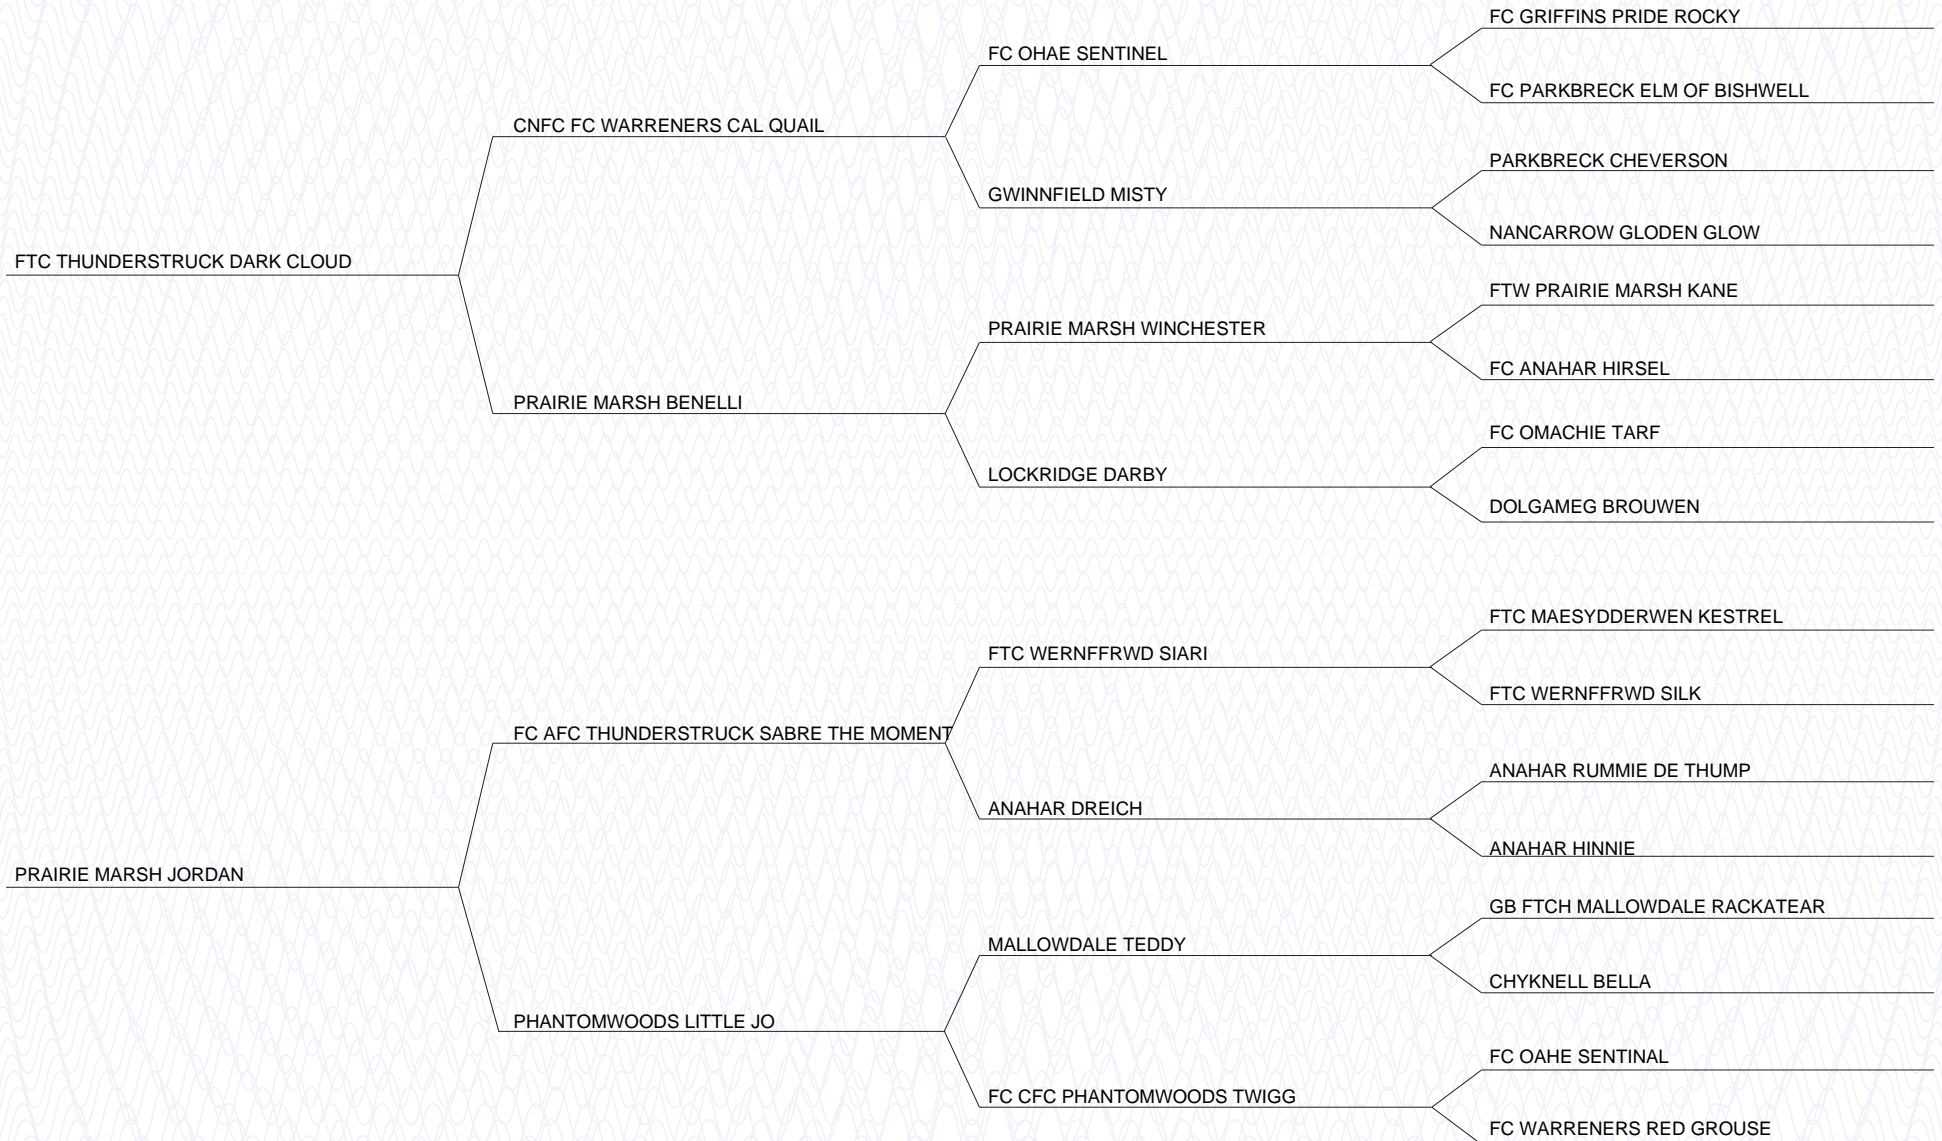 FTC THUNDERSTRUCK DARK CLOUD
CNFC FC WARRENERS CAL QUAIL
FC OHAE SENTINEL
FC GRIFFINS PRIDE ROCKY
FC PARKBRECK ELM OF BISHWELL
GWINNFIELD MISTY
PARKBRECK CHEVERSON
NANCARROW GLODEN GLOW
PRAIRIE MARSH BENELLI
PRAIRIE MARSH WINCHESTER
FTW PRAIRIE MARSH KANE
FC ANAHAR HIRSEL
LOCKRIDGE DARBY
FC OMACHIE TARF
DOLGAMEG BROUWEN
PRAIRIE MARSH JORDAN
FC AFC THUNDERSTRUCK SABRE THE MOMENT
FTC WERNFFRWD SIARI
FTC MAESYDDERWEN KESTREL
FTC WERNFFRWD SILK
ANAHAR DREICH
ANAHAR RUMMIE DE THUMP
ANAHAR HINNIE
PHANTOMWOODS LITTLE JO
MALLOWDALE TEDDY
GB FTCH MALLOWDALE RACKATEAR
CHYKNELL BELLA
FC CFC PHANTOMWOODS TWIGG
FC OAHE SENTINAL
FC WARRENERS RED GROUSE